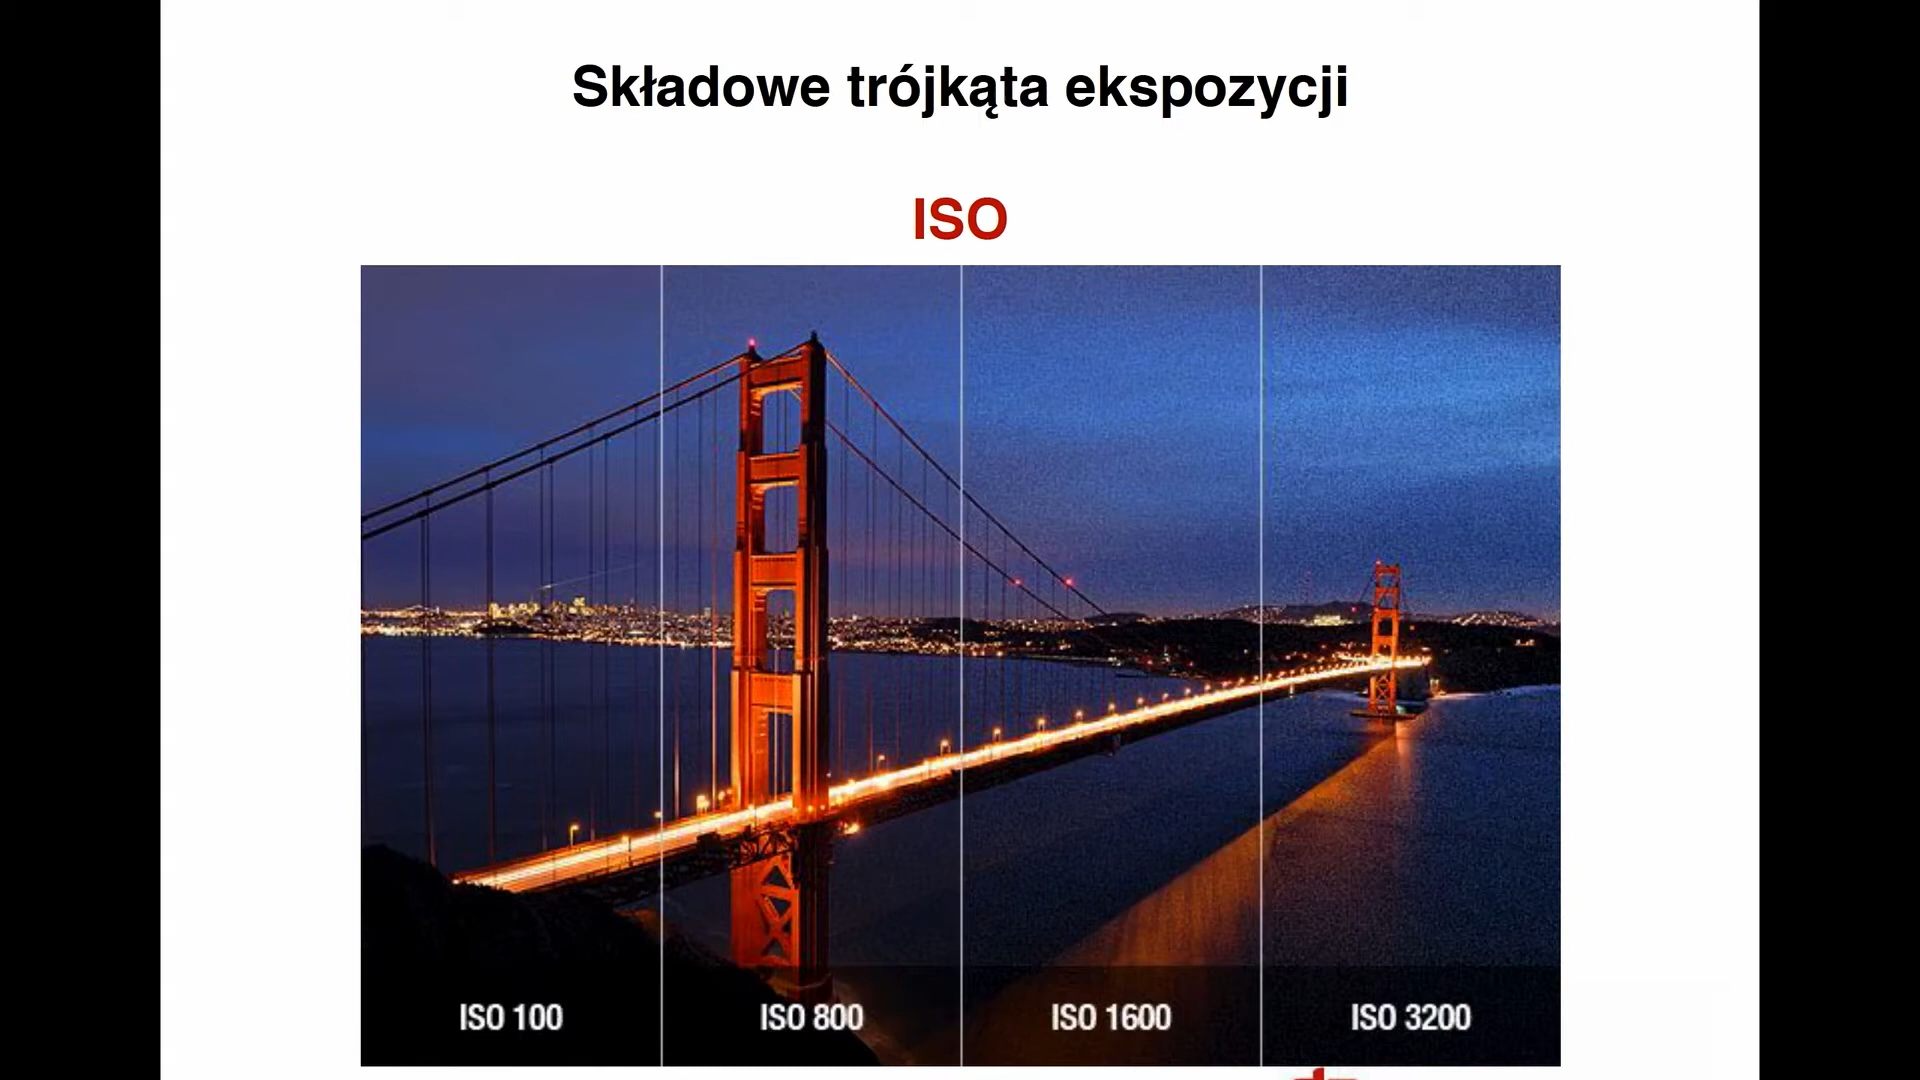 Składowe trójkąta ekspozycji
ISO
ISO 100
ISO 800
ISO 1600
ISO 3200